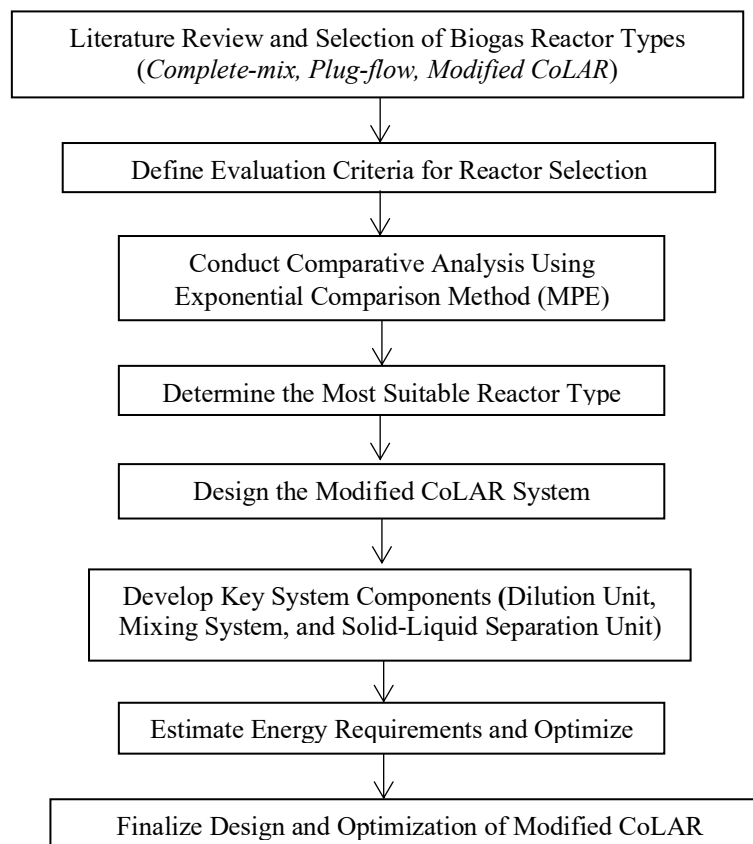 Literature Review and Selection of Biogas Reactor Types
(Complete-mix, Plug-flow, Modified CoLAR)
Define Evaluation Criteria for Reactor Selection
Conduct Comparative Analysis Using
Exponential Comparison Method (MPE)
Determine the Most Suitable Reactor Type
Design the Modified CoLAR System
Develop Key System Components (Dilution Unit,
Mixing System, and Solid-Liquid Separation Unit)
Estimate Energy Requirements and Optimize
Finalize Design and Optimization of Modified CoLAR